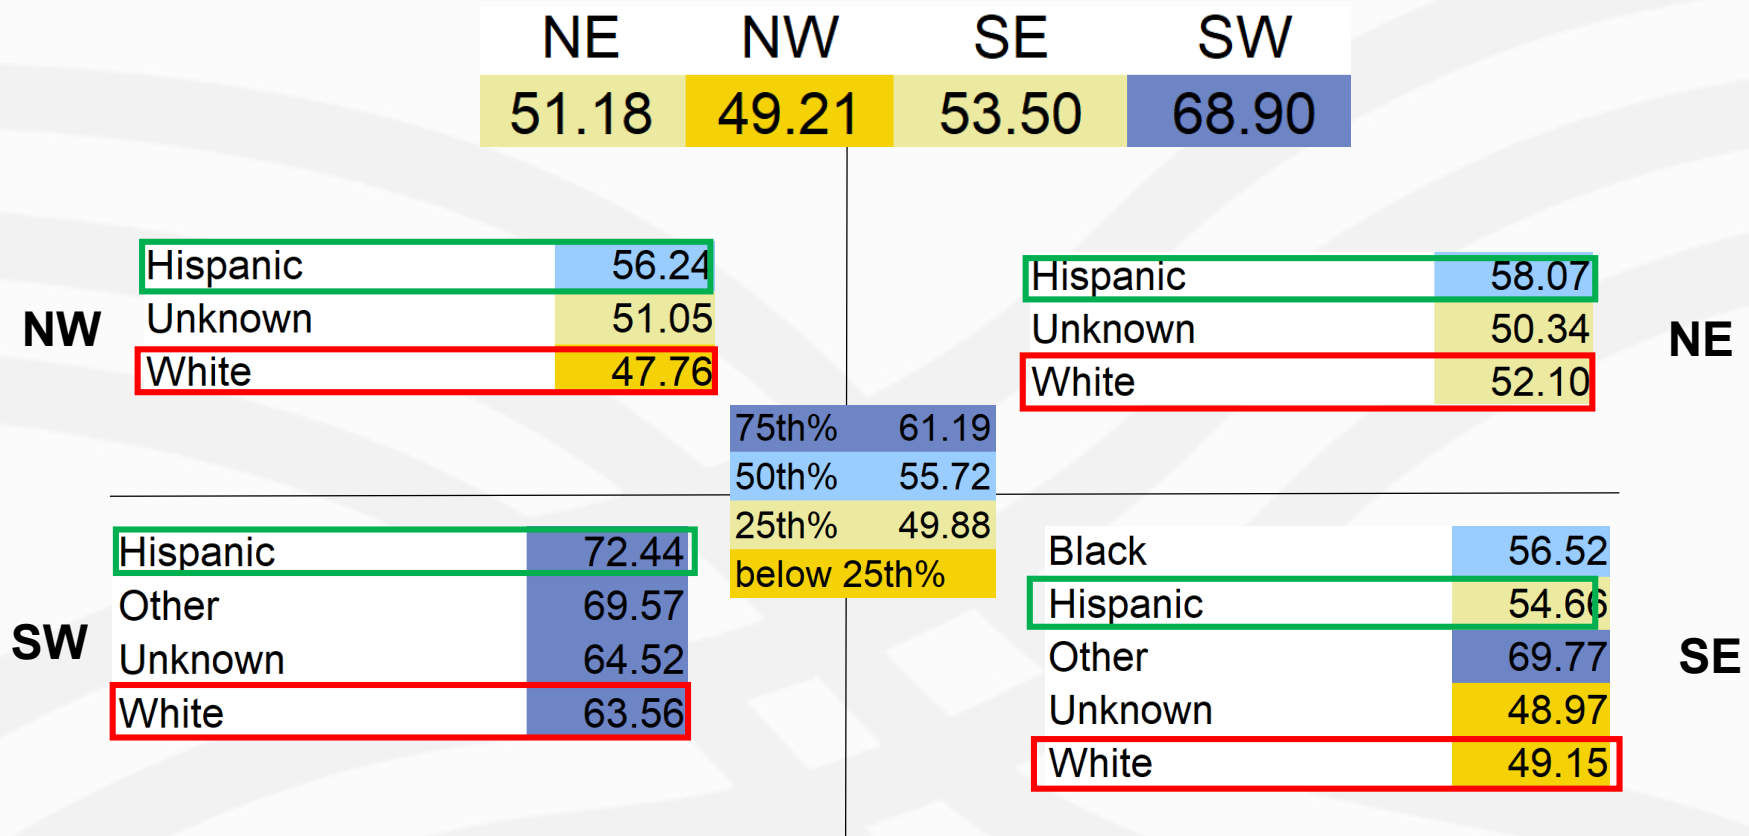 NE NW SE SW
51.18 49.21 53.50 68.90
NW
Hispanic 56.24
Unknown 51.05
White 47.76
NE
Hispanic 58.07
Unknown 50.34
White 52.10
75th% 61.19
50th% 55.72
25th% 49.88
below 25th%
SW
Hispanic 72.44
Other 69.57
Unknown 64.52
White 63.56
SE
Black 56.52
Hispanic 54.66
Other 69.77
Unknown 48.97
White 49.15